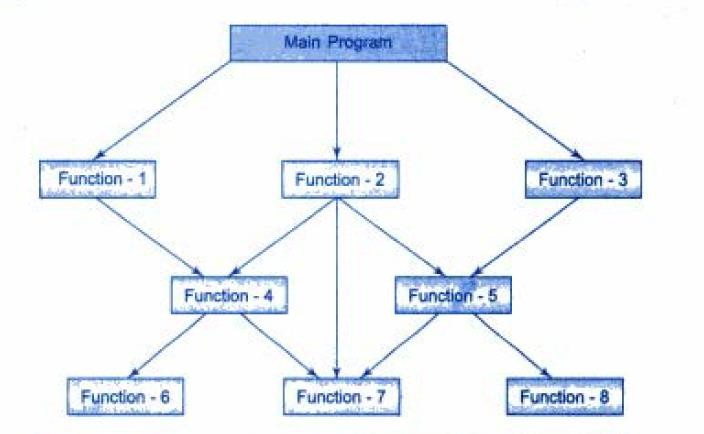 Main Program
Function - 1
Function - 2
Function - 3
Function - 4
Function - 5
Function - 6
Function - 7
Function - 8